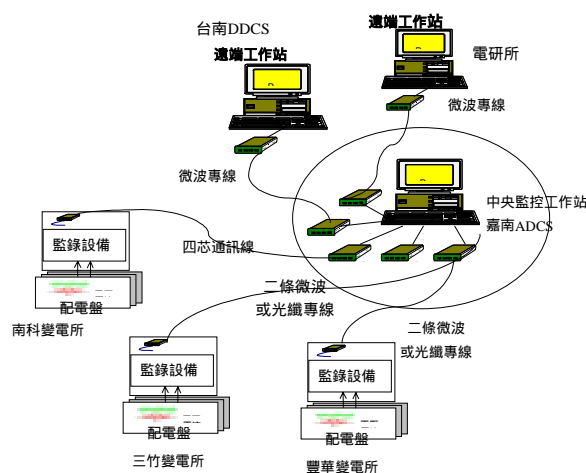 台南DDCS
遠端工作站
遠端工作站
電研所
微波專線
微波專線
中央監控工作站
嘉南ADCS
監錄設備
四芯通訊線
配電盤
南科變電所
二條微波
或光纖專線
二條微波
或光纖專線
監錄設備
配電盤
三竹變電所
監錄設備
配電盤
豐華變電所